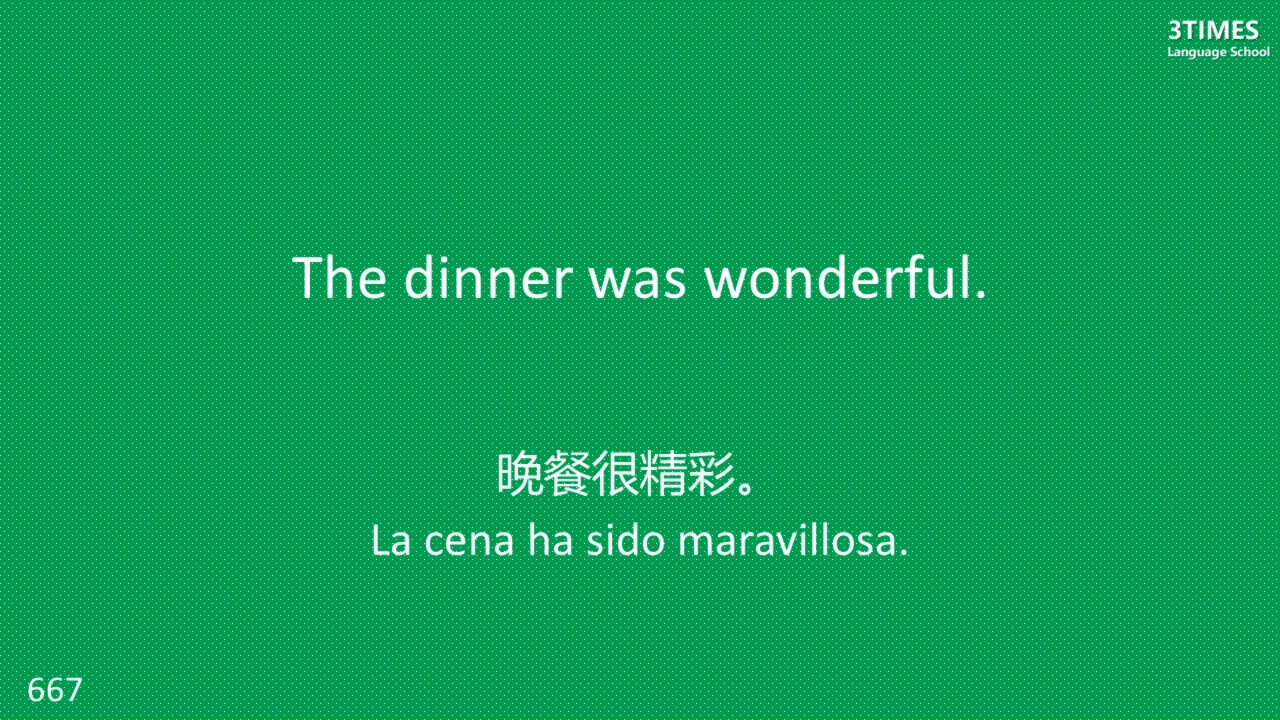 3TIMES
Language School
The dinner was wonderful.
晚餐很精彩。
La cena ha sido maravillosa.
667